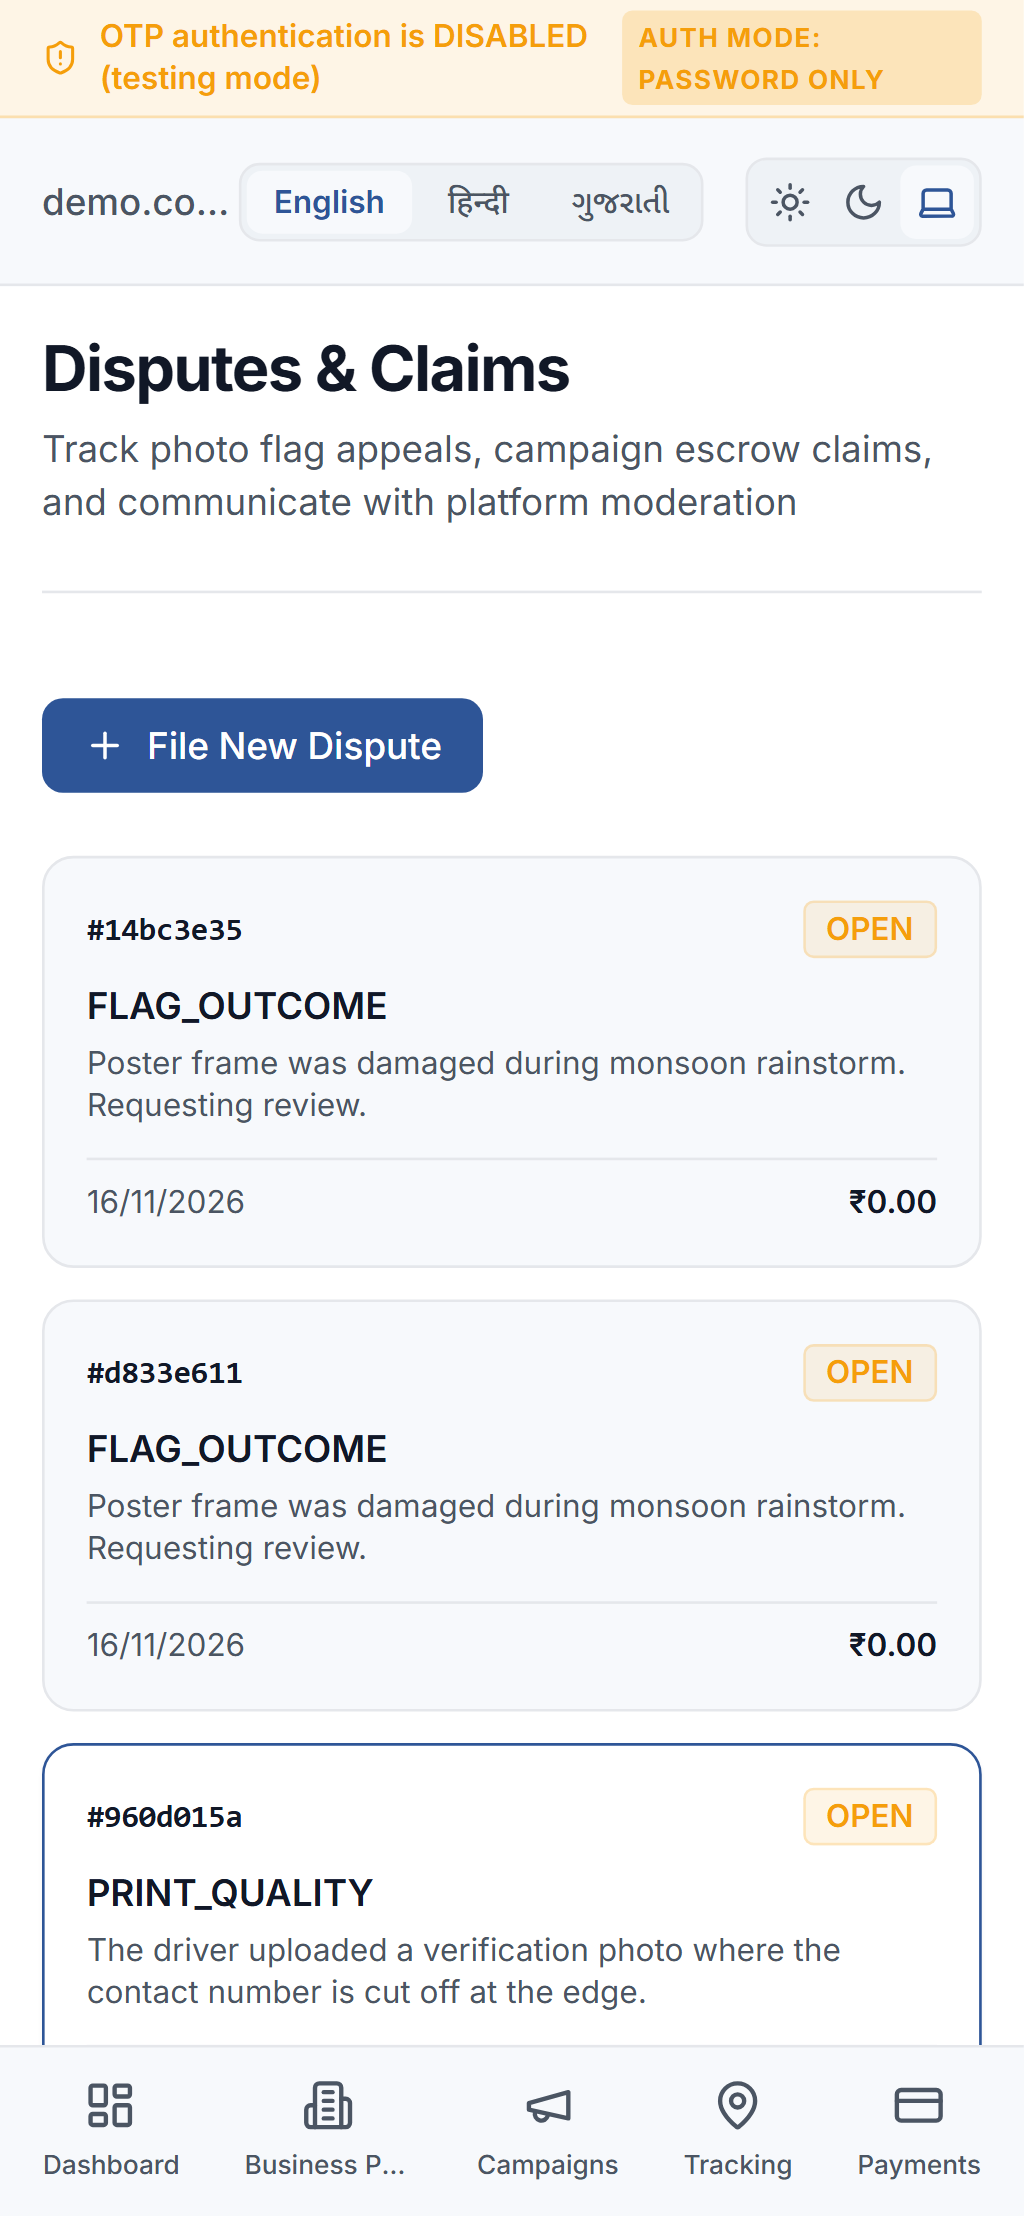 OTP authentication is DISABLED
(testing mode)
AUTH MODE:
PASSWORD ONLY
demo.co...
English
हिन्दी
ગુજરાતી
Disputes & Claims
Track photo flag appeals, campaign escrow claims,
and communicate with platform moderation
File New Dispute
#14bc3e35
OPEN
FLAG_OUTCOME
Poster frame was damaged during monsoon rainstorm.
Requesting review.
16/11/2026
₹0.00
#d833e611
OPEN
FLAG_OUTCOME
Poster frame was damaged during monsoon rainstorm.
Requesting review.
16/11/2026
₹0.00
#960d015a
OPEN
PRINT_QUALITY
The driver uploaded a verification photo where the
contact number is cut off at the edge.
Dashboard
Business P...
Campaigns
Tracking
Payments